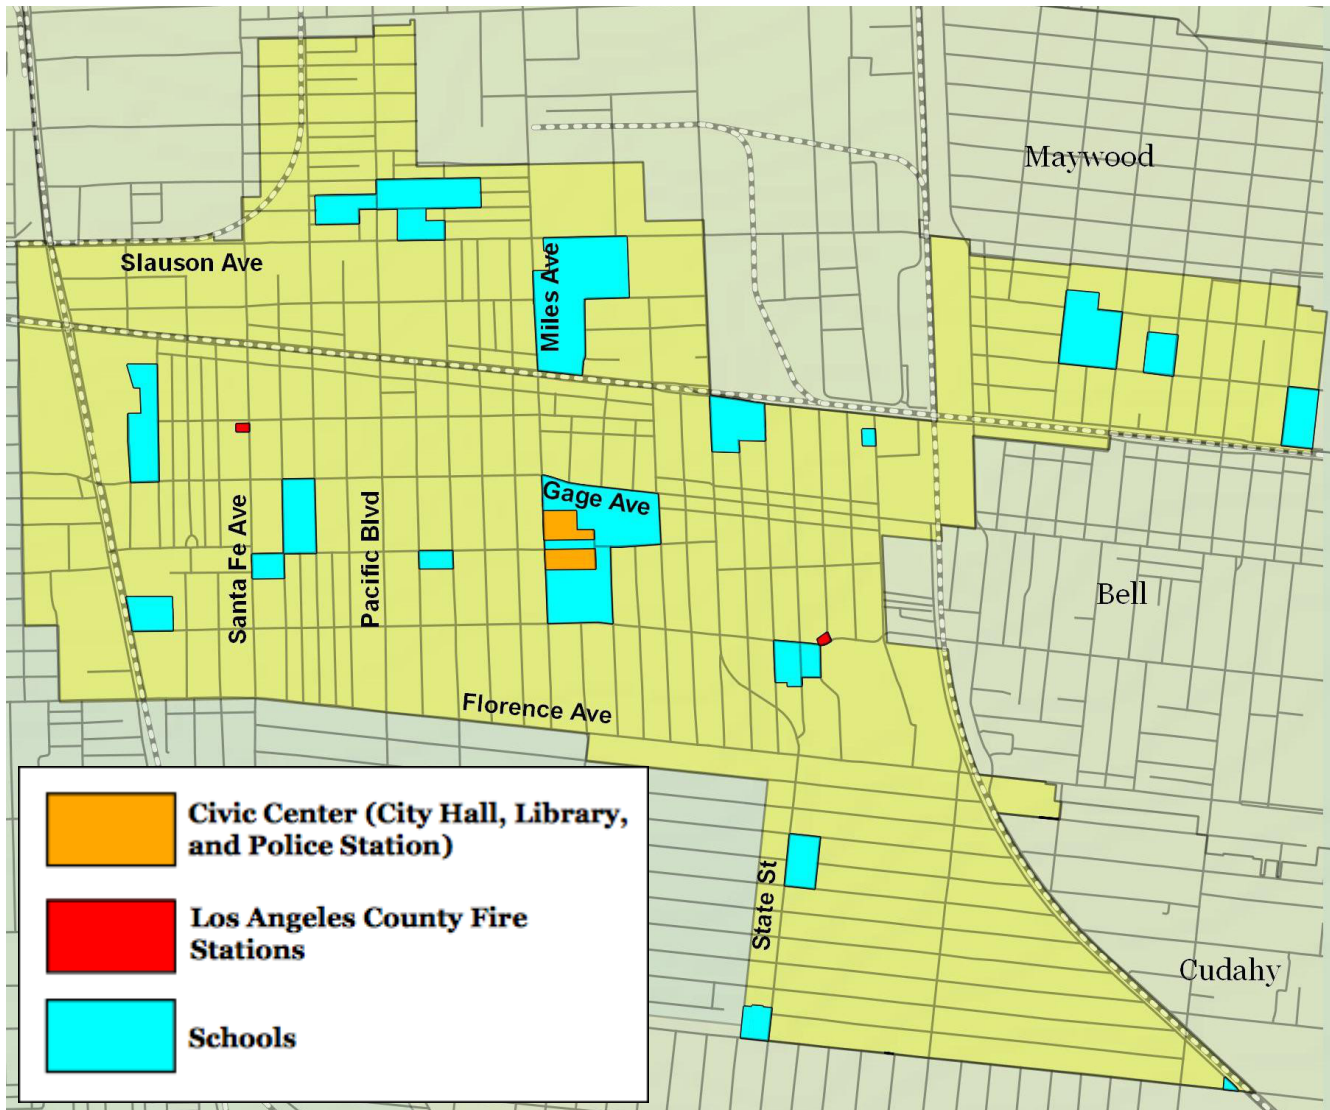 Maywood
Slauson Ave
Miles Ave
Gage Ave
Santa Fe Ave
Pacific Blvd
Bell
Florence Ave
State St
Cudahy
Civic Center (City Hall, Library,
and Police Station)
Los Angeles County Fire
Stations
Schools